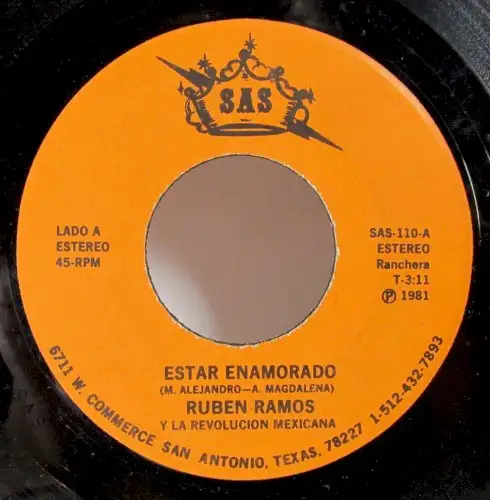 SAS
LADO A
ESTEREO
45-RPM
SAS-110-A
ESTEREO
Ranchera
T-3:11
Ⓟ 1981
ESTAR ENAMORADO
(M. ALEJANDRO—A. MAGDALENA)
RUBEN RAMOS
Y LA REVOLUCION MEXICANA
6711 W. COMMERCE SAN ANTONIO, TEXAS, 78227 1-512-432-7893